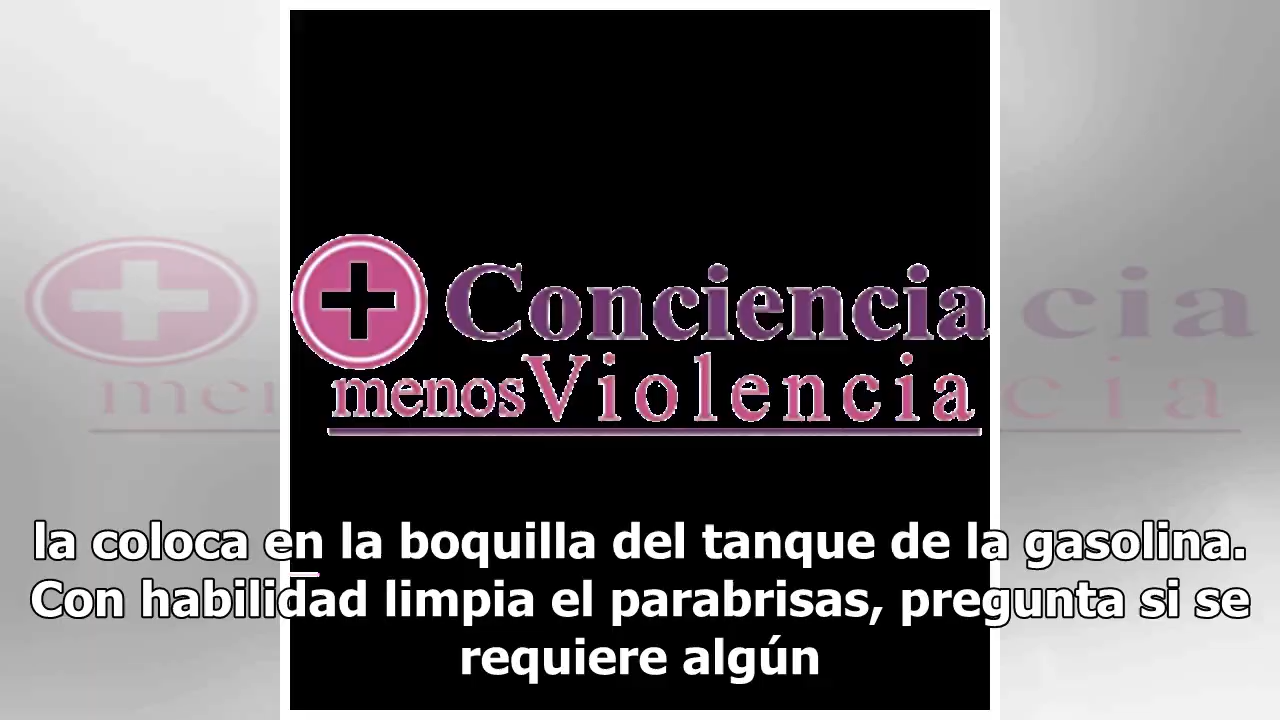 Conciencia
menos Violencia
la coloca en la boquilla del tanque de la gasolina.
Con habilidad limpia el parabrisas, pregunta si se
requiere algún